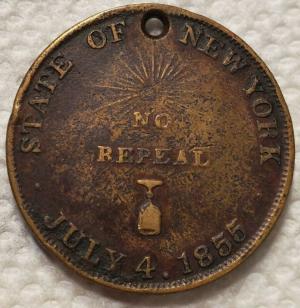 STATE OF NEW YORK
NO
REPEAL
JULY 4. 1855